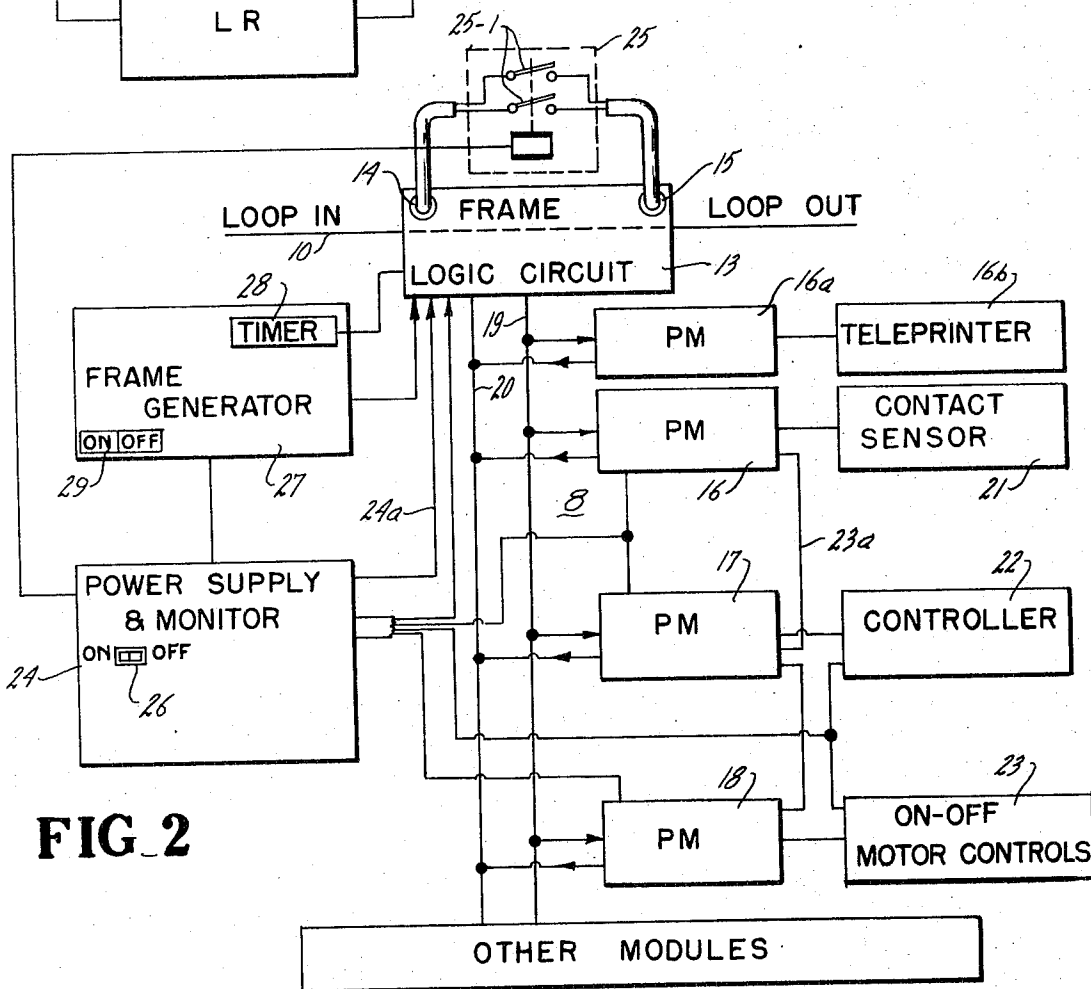 L R
25-1
25
14
15
LOOP IN
FRAME
LOOP OUT
10
LOGIC CIRCUIT
13
28
TIMER
19
16a
16b
PM
TELEPRINTER
FRAME
GENERATOR
20
ON OFF
PM
CONTACT
SENSOR
29
27
24a
8
16
21
23a
POWER SUPPLY
& MONITOR
17
22
PM
CONTROLLER
ON OFF
24
26
18
23
FIG_2
PM
ON-OFF
MOTOR CONTROLS
OTHER MODULES